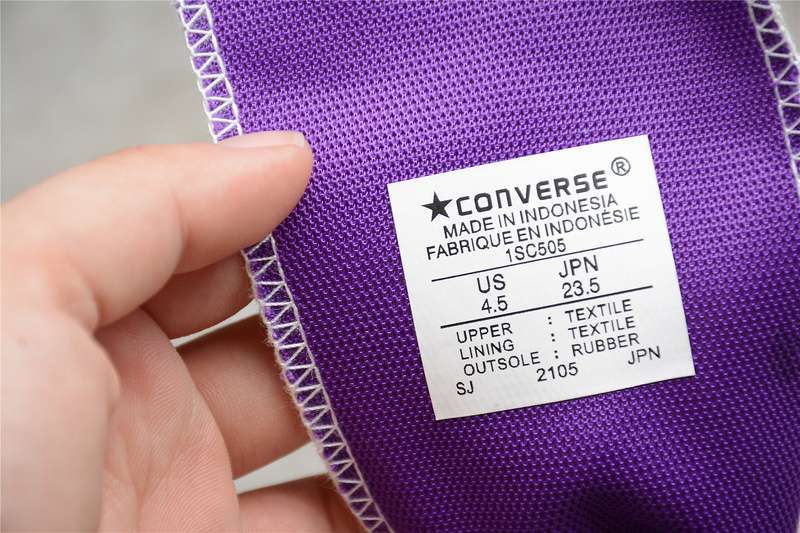 ★CONVERSE®
MADE IN INDONESIA
FABRIQUE EN INDONÉSIE
1SC505
US JPN
4.5 23.5
UPPER : TEXTILE
LINING : TEXTILE
OUTSOLE : RUBBER
SJ 2105 JPN